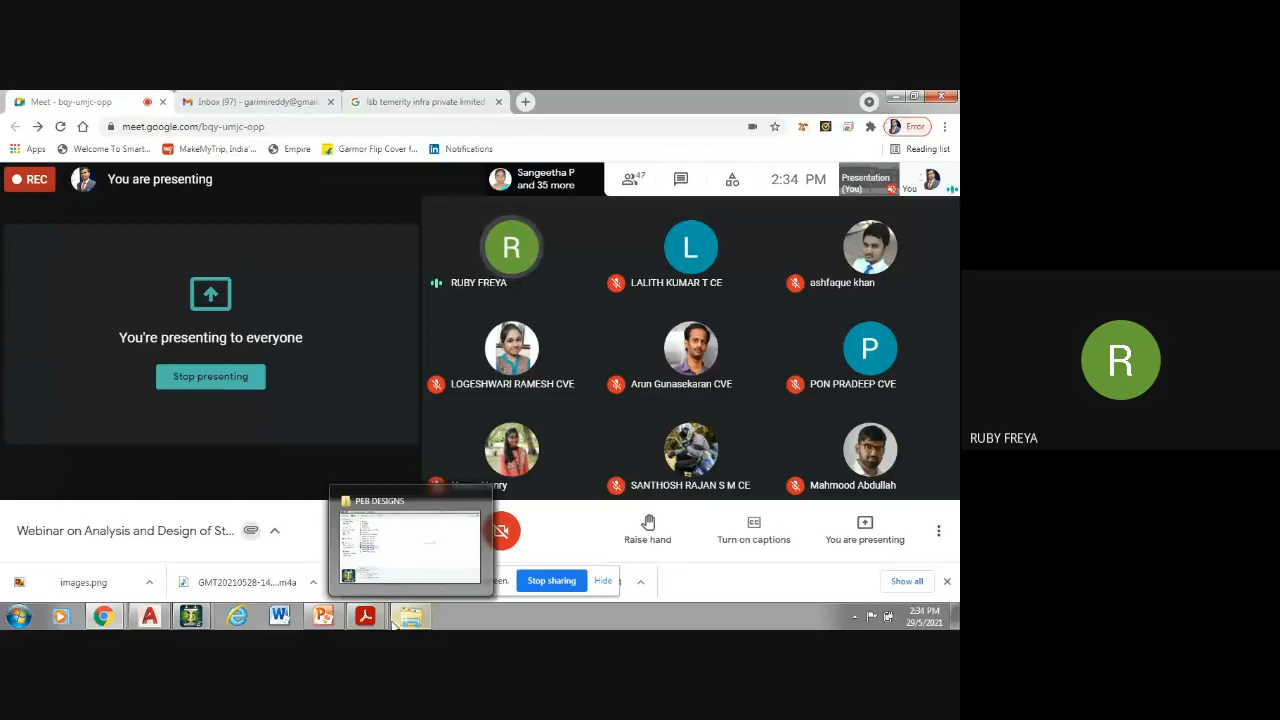 Meet - bqy-umjc-opp
Inbox (97) - garimireddy@gmai
lsb temerity infra private limited
meet.google.com/bqy-umjc-opp
Error
Apps
Welcome To Smart...
MakeMyTrip, India'...
Empire
Garmor Flip Cover f...
Notifications
Reading list
REC
You are presenting
Sangeetha P
and 35 more
47
2:34 PM
Presentation
(You)
You
R
RUBY FREYA
L
LALITH KUMAR T CE
ashfaque khan
You're presenting to everyone
Stop presenting
LOGESHWARI RAMESH CVE
Arun Gunasekaran CVE
P
PON PRADEEP CVE
SANTHOSH RAJAN S M CE
Mahmood Abdullah
R
RUBY FREYA
PEB DESIGNS
Webinar on Analysis and Design of St...
Raise hand
Turn on captions
You are presenting
images.png
GMT20210528-14....m4a
Stop sharing
Hide
Show all
2:34 PM
29/5/2021